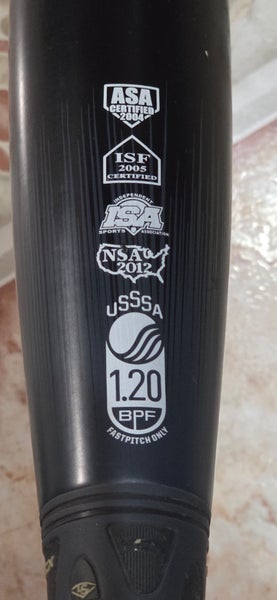 ASA
CERTIFIED
2004
ISF
2005
CERTIFIED
INDEPENDENT
ISA
SPORTS ASSOCIATION
NSA
2012
USSSA
1.20
BPF
FASTPITCH ONLY